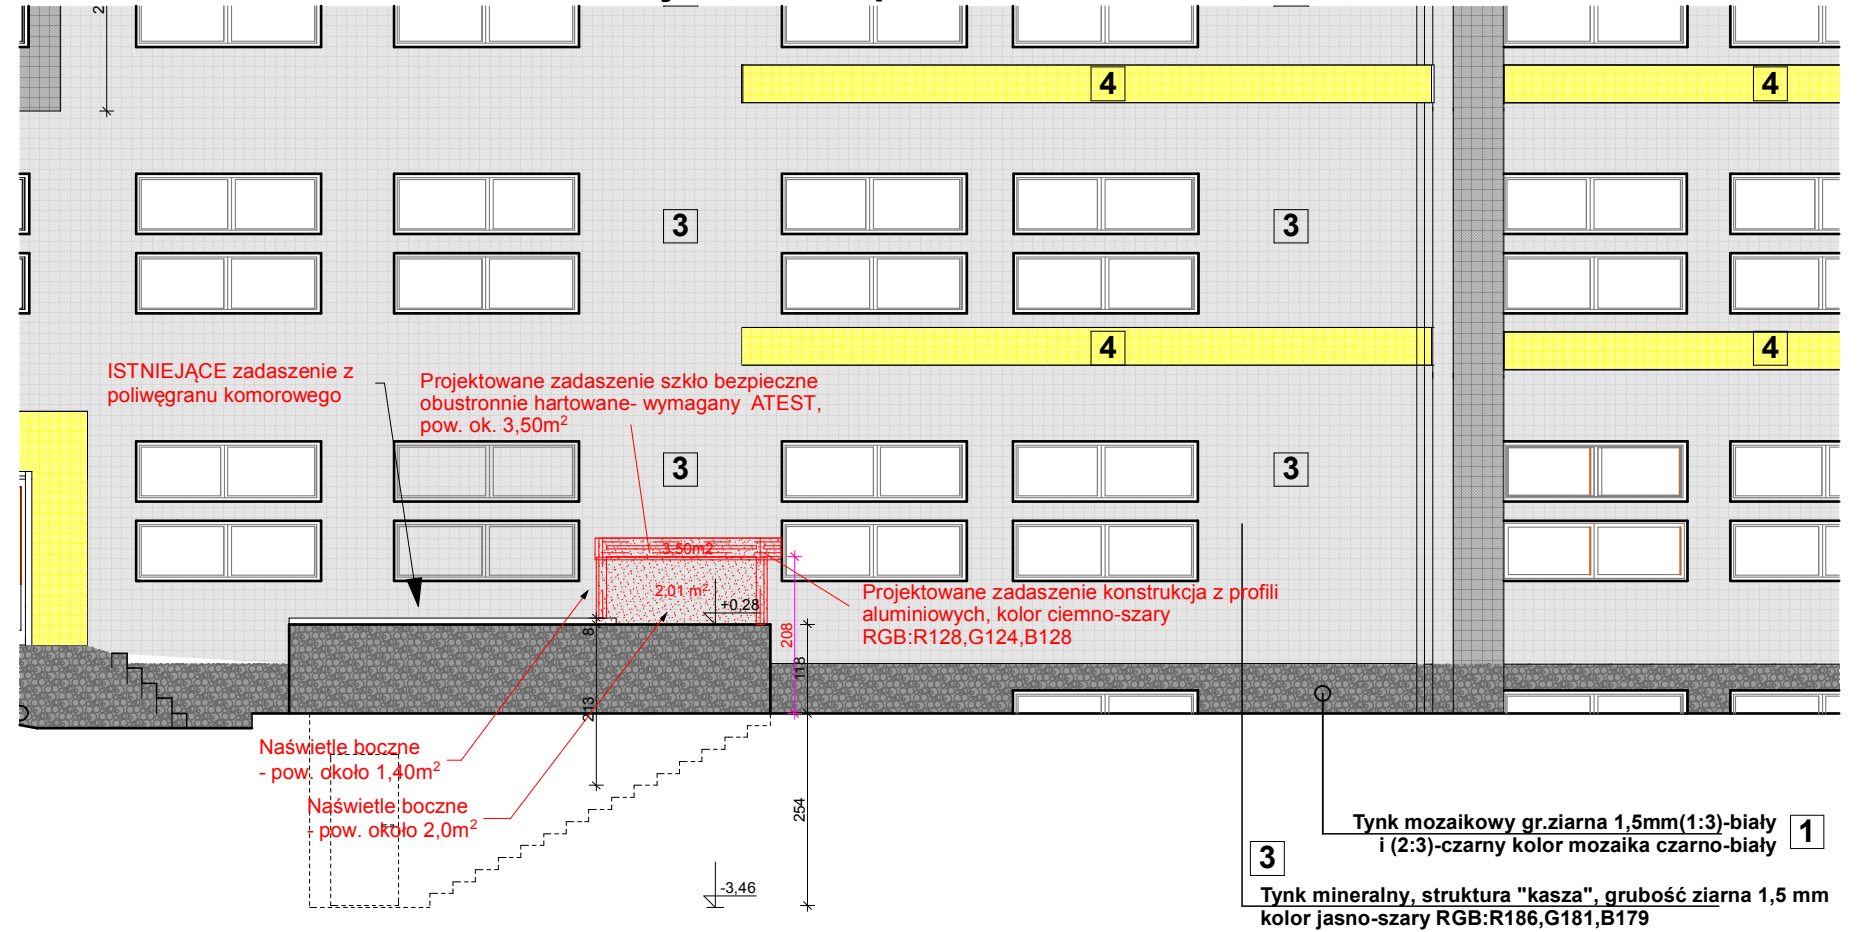 2
4
4
3
3
4
4
ISTNIEJĄCE zadaszenie z
poliwęgranu komorowego
Projektowane zadaszenie szkło bezpieczne
obustronnie hartowane- wymagany ATEST,
pow. ok. 3,50m²
3
3
3,50m2
2,01 m²
+0,28
Projektowane zadaszenie konstrukcja z profili
aluminiowych, kolor ciemno-szary
RGB:R128,G124,B128
8
208
118
213
Naświetle boczne
- pow. około 1,40m²
Naświetle boczne
- pow. około 2,0m²
254
-3,46
Tynk mozaikowy gr.ziarna 1,5mm(1:3)-biały
i (2:3)-czarny kolor mozaika czarno-biały
1
3
Tynk mineralny, struktura "kasza", grubość ziarna 1,5 mm
kolor jasno-szary RGB:R186,G181,B179